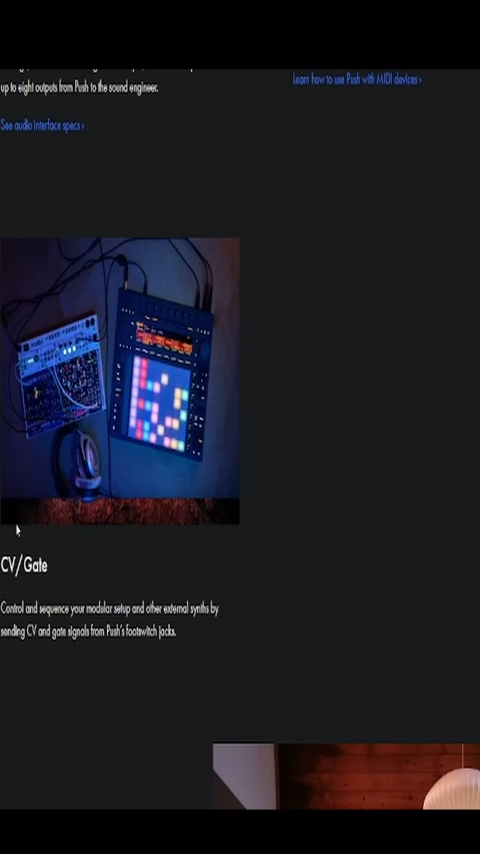 up to eight outputs from Push to the sound engineer.
Learn how to use Push with MIDI devices ›
See audio interface specs ›
CV/Gate
Control and sequence your modular setup and other external synths by
sending CV and gate signals from Push's footswitch jacks.